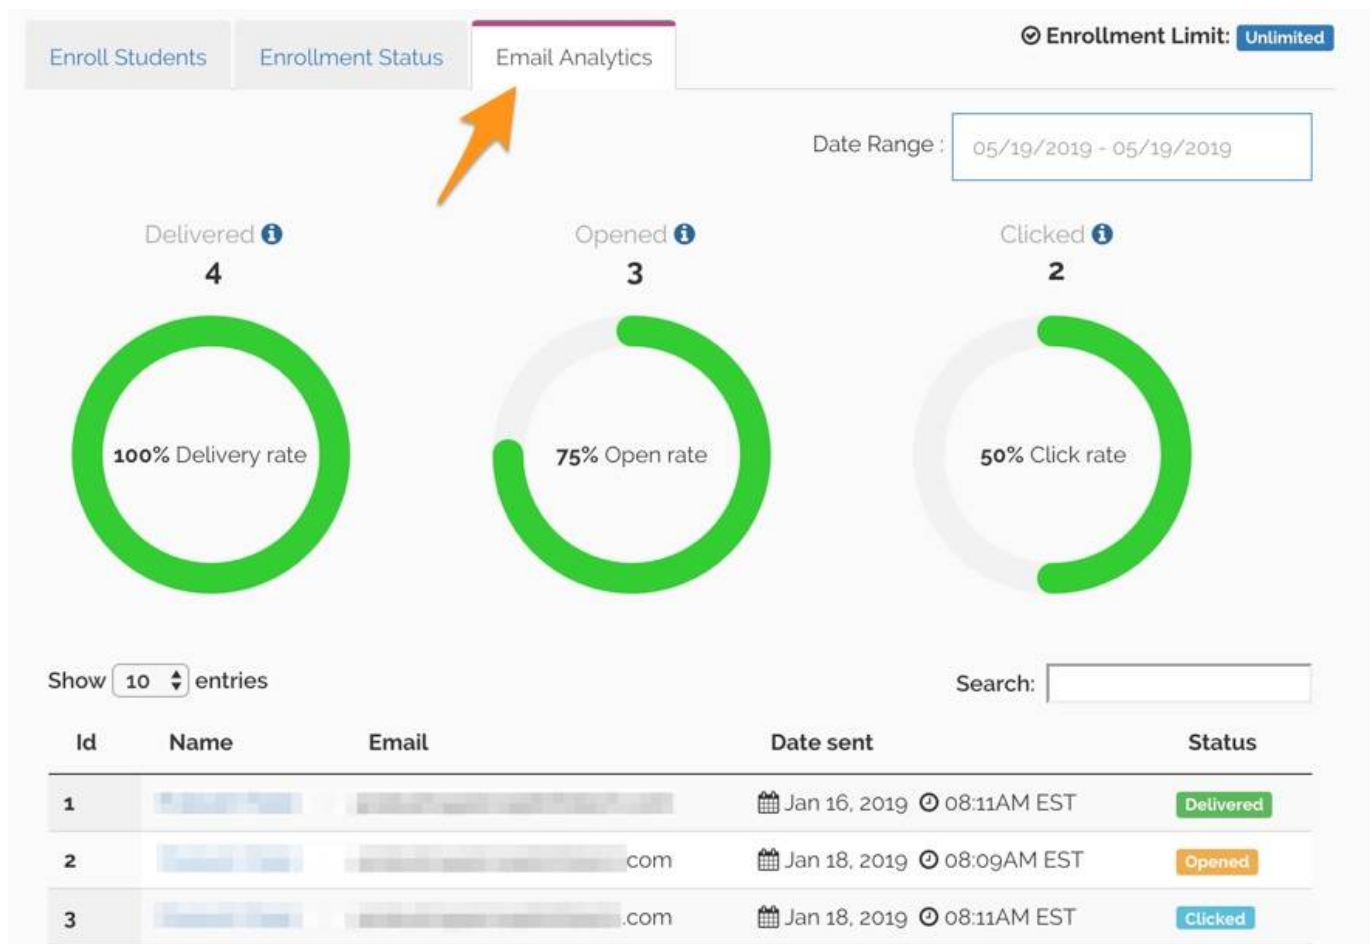 Enroll Students Enrollment Status Email Analytics Enrollment Limit: Unlimited
Date Range : 05/19/2019 - 05/19/2019
Delivered Opened Clicked
4 3 2
100% Delivery rate 75% Open rate 50% Click rate
Show 10 entries Search:
Id Name Email Date sent Status
1 Jan 16, 2019 08:11AM EST Delivered
2 com Jan 18, 2019 08:09AM EST Opened
3 .com Jan 18, 2019 08:11AM EST Clicked